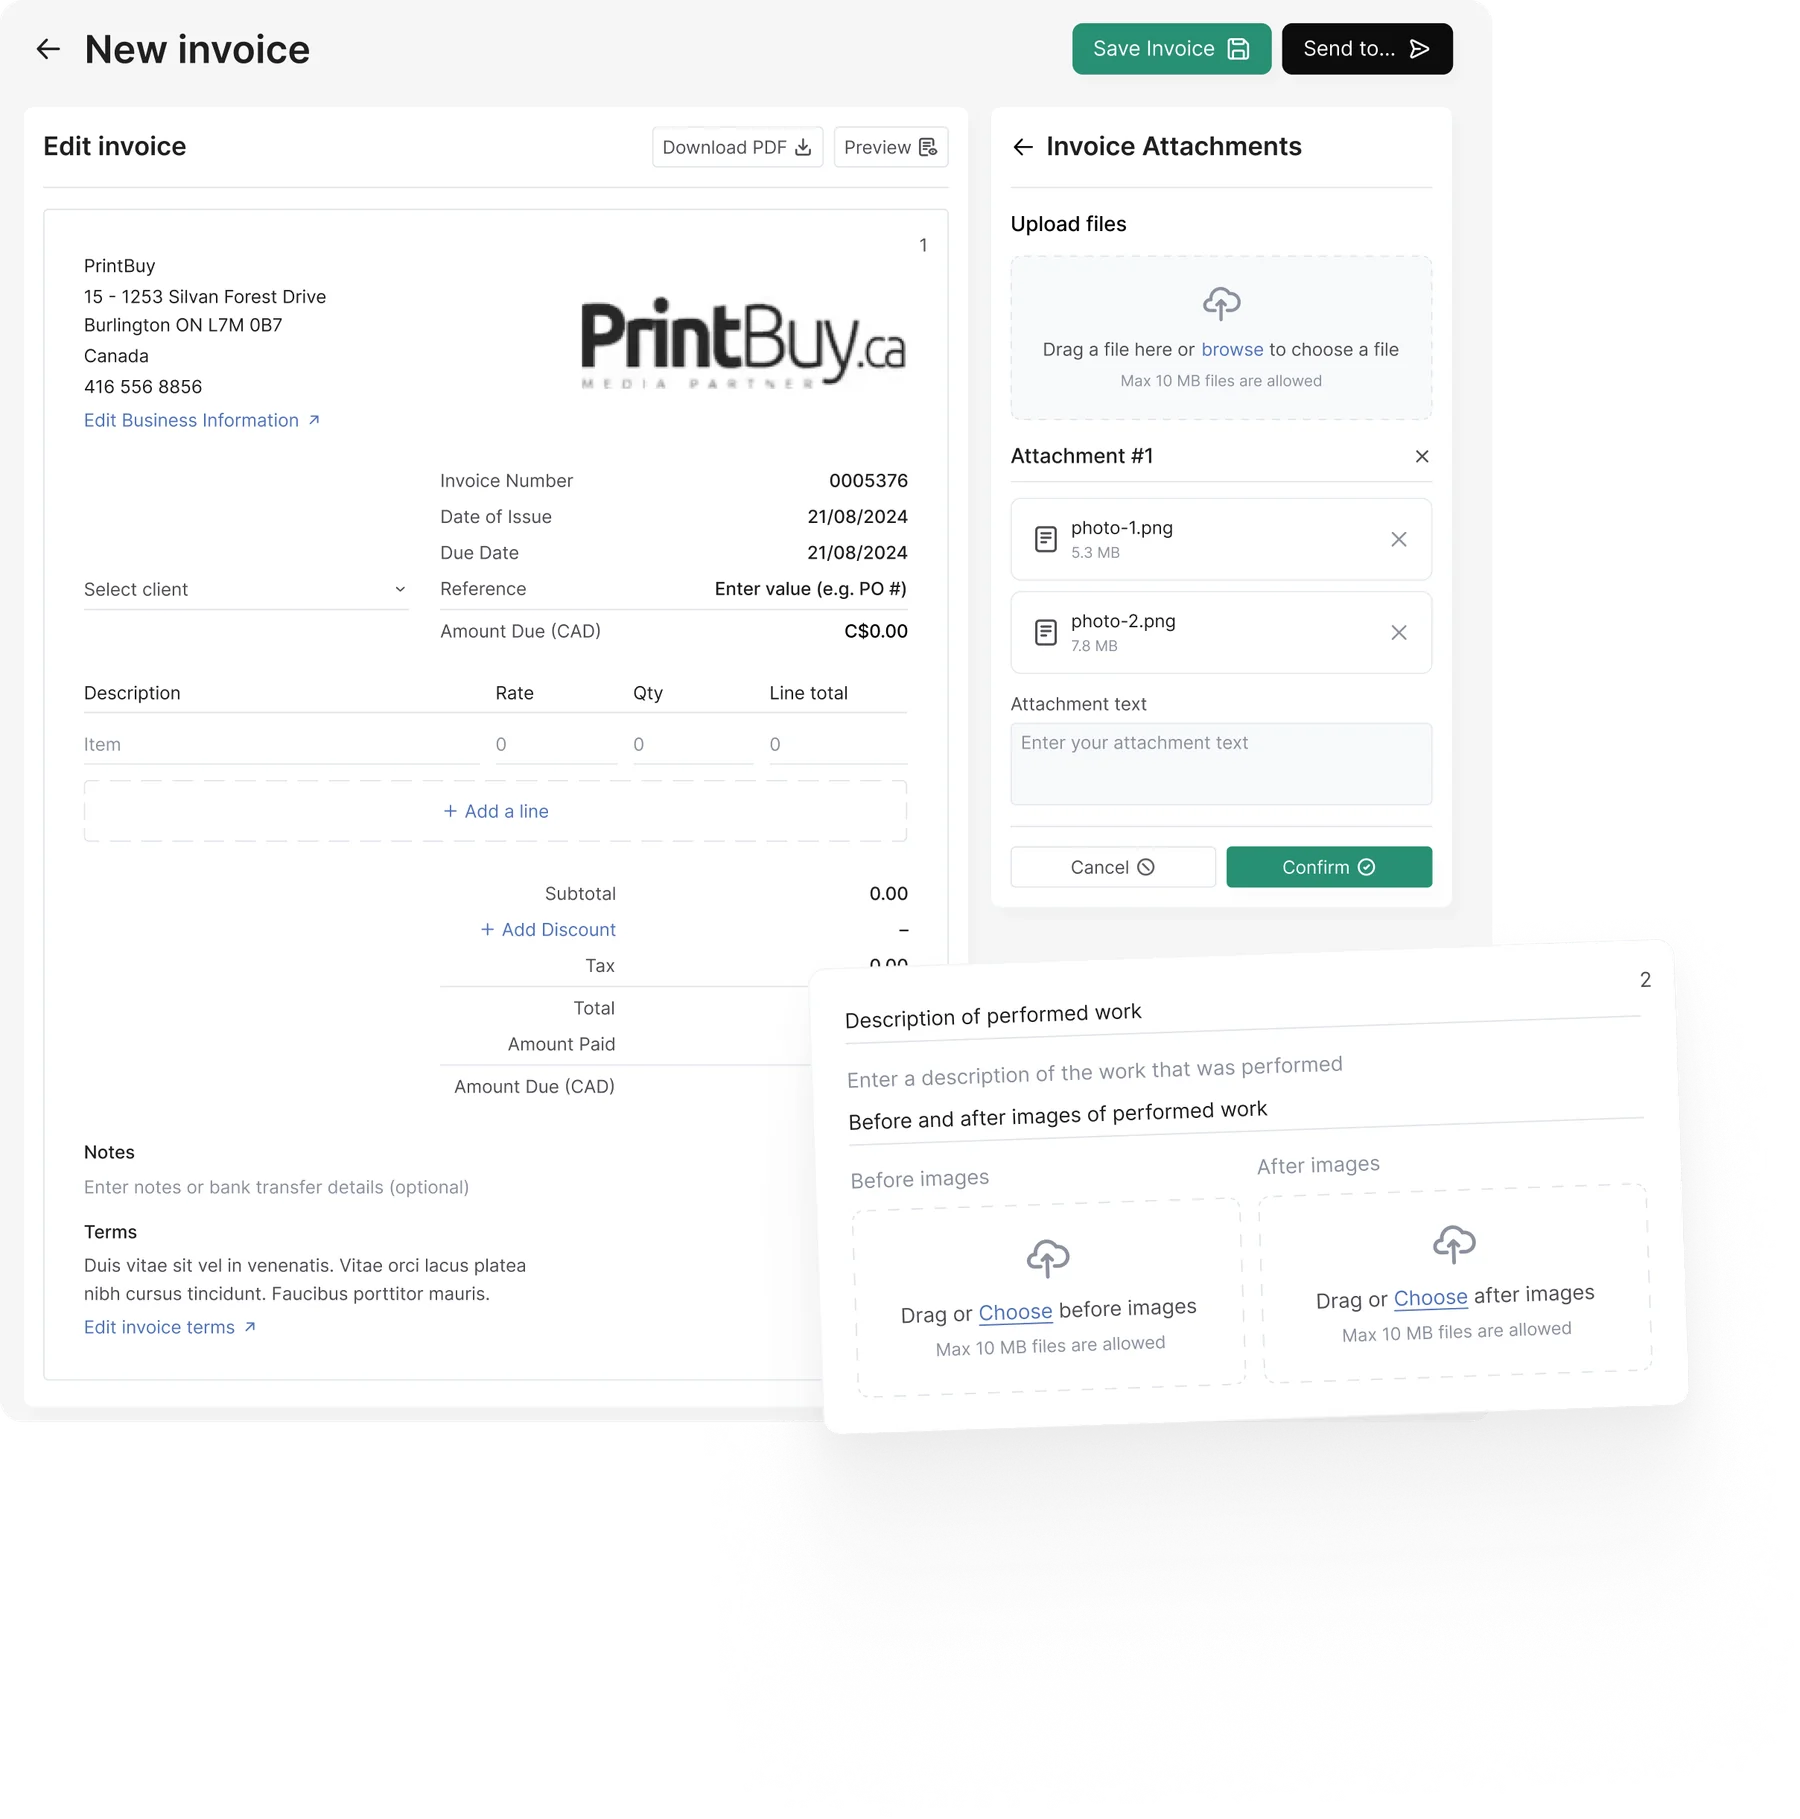 New invoice
Save Invoice
Send to...
Edit invoice
Download PDF
Preview
1
PrintBuy
15 - 1253 Silvan Forest Drive
Burlington ON L7M 0B7
Canada
416 556 8856
Edit Business Information
PrintBuy.ca
MEDIA PARTNER
Invoice Number 0005376
Date of Issue 21/08/2024
Due Date 21/08/2024
Select client
Reference Enter value (e.g. PO #)
Amount Due (CAD) C$0.00
Description Rate Qty Line total
Item 0 0 0
+ Add a line
Subtotal 0.00
+ Add Discount –
Tax 0.00
Total
Amount Paid
Amount Due (CAD)
Notes
Enter notes or bank transfer details (optional)
Terms
Duis vitae sit vel in venenatis. Vitae orci lacus platea
nibh cursus tincidunt. Faucibus porttitor mauris.
Edit invoice terms
Invoice Attachments
Upload files
Drag a file here or browse to choose a file
Max 10 MB files are allowed
Attachment #1
photo-1.png
5.3 MB
photo-2.png
7.8 MB
Attachment text
Enter your attachment text
Cancel
Confirm
2
Description of performed work
Enter a description of the work that was performed
Before and after images of performed work
Before images
Drag or Choose before images
Max 10 MB files are allowed
After images
Drag or Choose after images
Max 10 MB files are allowed